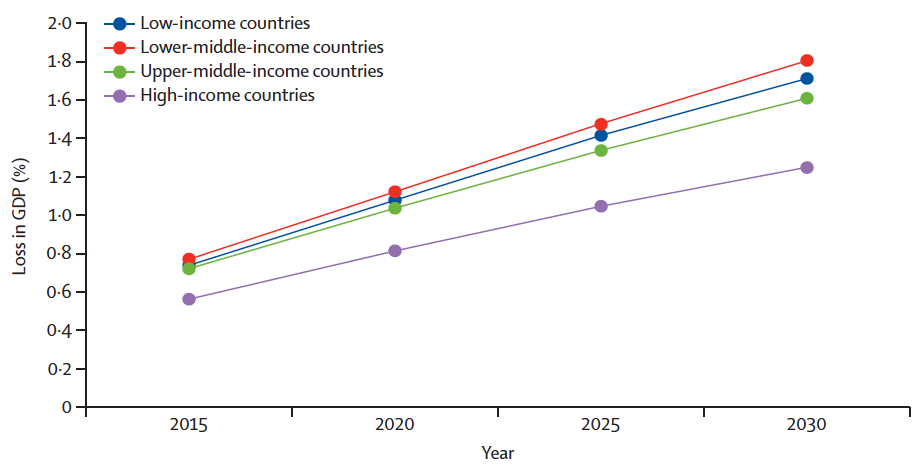 2·0
1·8
1·6
1·4
1·2
1·0
0·8
0·6
0·4
0·2
0
Loss in GDP (%)
Low-income countries
Lower-middle-income countries
Upper-middle-income countries
High-income countries
2015 2020 2025 2030
Year